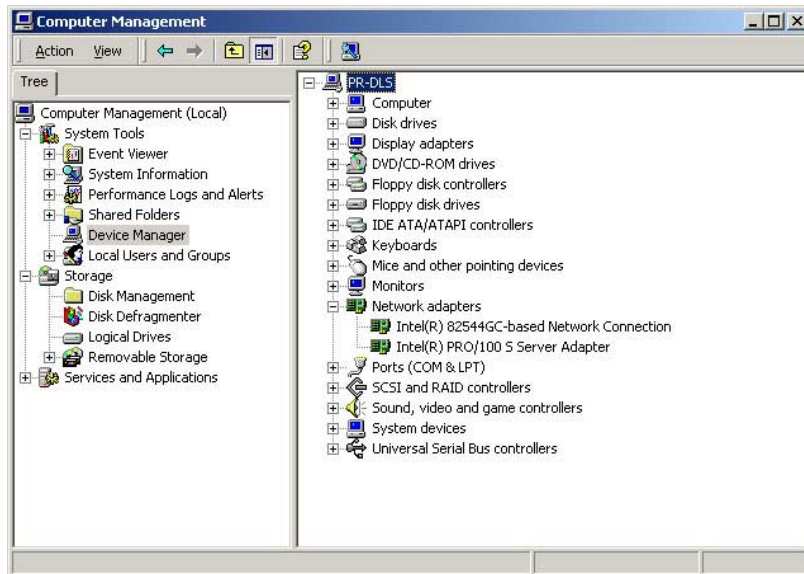 Computer Management
Action View
Tree
Computer Management (Local)
System Tools
Event Viewer
System Information
Performance Logs and Alerts
Shared Folders
Device Manager
Local Users and Groups
Storage
Disk Management
Disk Defragmenter
Logical Drives
Removable Storage
Services and Applications
PR-DLS
Computer
Disk drives
Display adapters
DVD/CD-ROM drives
Floppy disk controllers
Floppy disk drives
IDE ATA/ATAPI controllers
Keyboards
Mice and other pointing devices
Monitors
Network adapters
Intel(R) 82544GC-based Network Connection
Intel(R) PRO/100 S Server Adapter
Ports (COM & LPT)
SCSI and RAID controllers
Sound, video and game controllers
System devices
Universal Serial Bus controllers